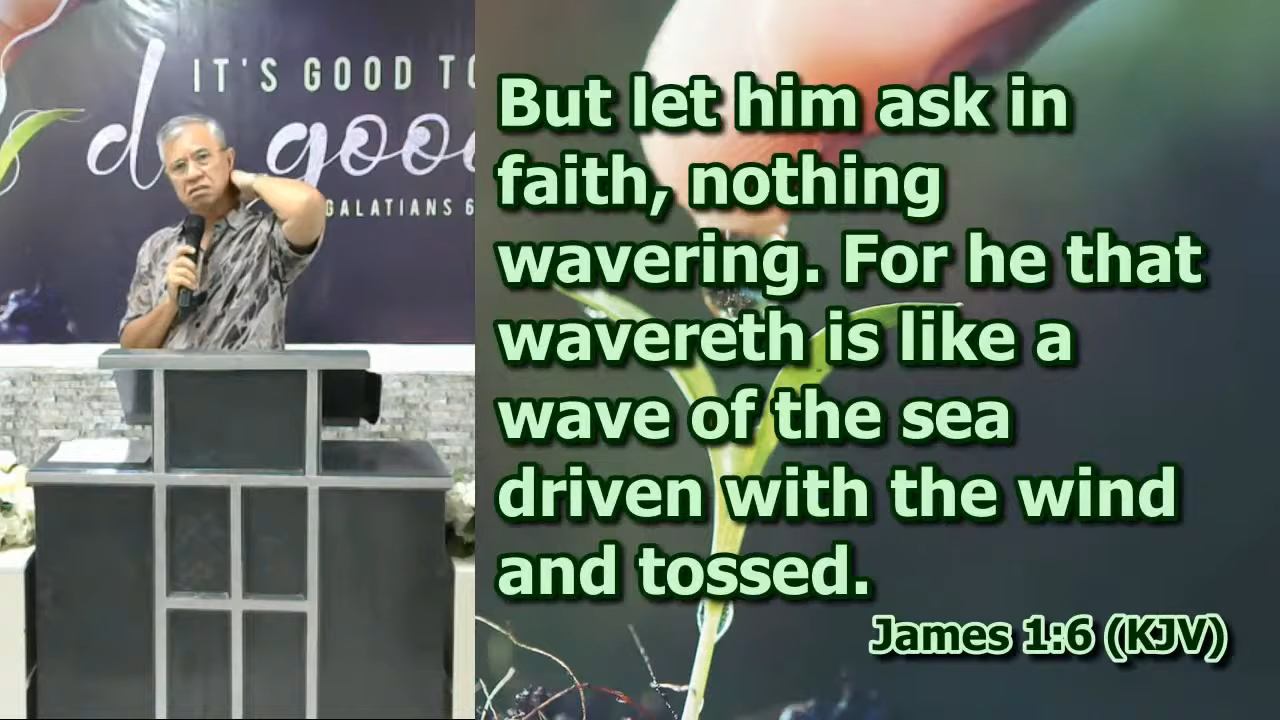 IT'S GOOD TO
do good
GALATIANS 6
But let him ask in
faith, nothing
wavering. For he that
wavereth is like a
wave of the sea
driven with the wind
and tossed.
James 1:6 (KJV)